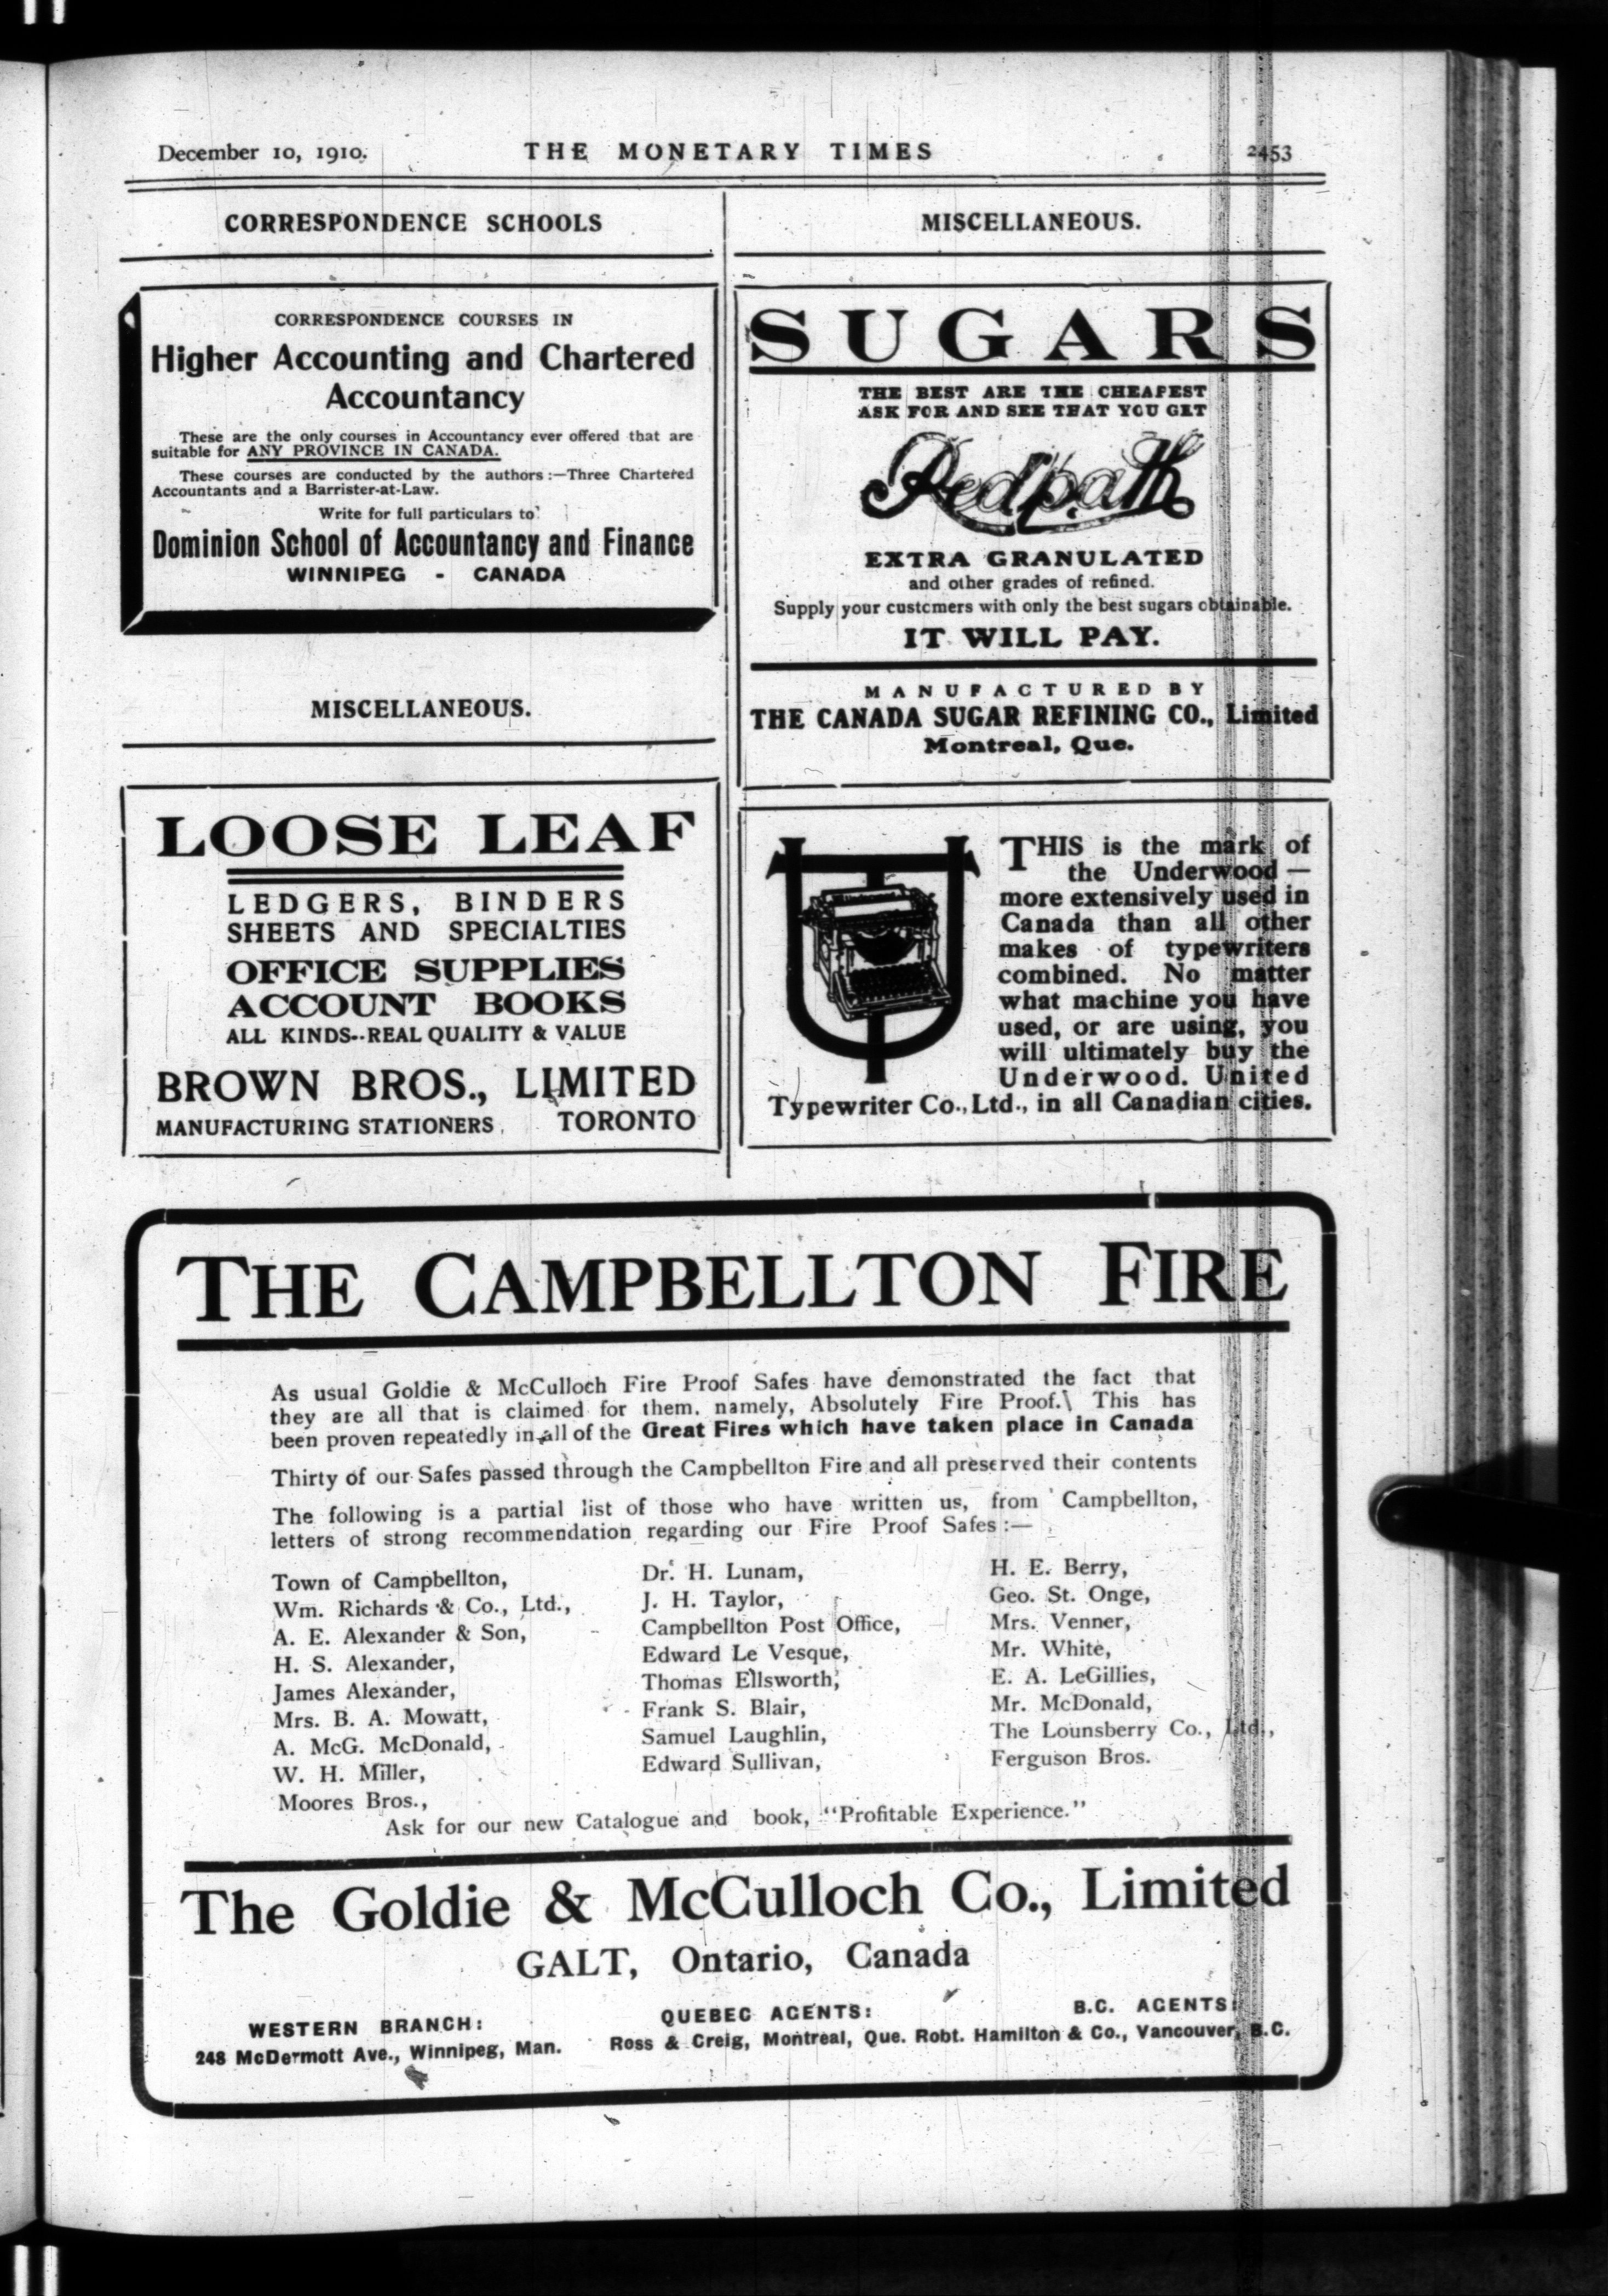 December 10, 1910.
THE MONETARY TIMES
2453
CORRESPONDENCE SCHOOLS
CORRESPONDENCE COURSES IN
Higher Accounting and Chartered
Accountancy
These are the only courses in Accountancy ever offered that are
suitable for ANY PROVINCE IN CANADA.
These courses are conducted by the authors:—Three Chartered
Accountants and a Barrister-at-Law.
Write for full particulars to
Dominion School of Accountancy and Finance
WINNIPEG - CANADA
MISCELLANEOUS.
LOOSE LEAF
LEDGERS, BINDERS
SHEETS AND SPECIALTIES
OFFICE SUPPLIES
ACCOUNT BOOKS
ALL KINDS--REAL QUALITY & VALUE
BROWN BROS., LIMITED
MANUFACTURING STATIONERS, TORONTO
MISCELLANEOUS.
SUGARS
THE BEST ARE THE CHEAPEST
ASK FOR AND SEE THAT YOU GET
Redpath
EXTRA GRANULATED
and other grades of refined.
Supply your customers with only the best sugars obtainable.
IT WILL PAY.
MANUFACTURED BY
THE CANADA SUGAR REFINING CO., Limited
Montreal, Que.
THIS is the mark of
the Underwood —
more extensively used in
Canada than all other
makes of typewriters
combined. No matter
what machine you have
used, or are using, you
will ultimately buy the
Underwood. United
Typewriter Co., Ltd., in all Canadian cities.
THE CAMPBELLTON FIRE
As usual Goldie & McCulloch Fire Proof Safes have demonstrated the fact that
they are all that is claimed for them, namely, Absolutely Fire Proof. This has
been proven repeatedly in all of the Great Fires which have taken place in Canada
Thirty of our Safes passed through the Campbellton Fire and all preserved their contents
The following is a partial list of those who have written us, from Campbellton,
letters of strong recommendation regarding our Fire Proof Safes:—
Town of Campbellton,
Wm. Richards & Co., Ltd.,
A. E. Alexander & Son,
H. S. Alexander,
James Alexander,
Mrs. B. A. Mowatt,
A. McG. McDonald,
W. H. Miller,
Moores Bros.,
Dr. H. Lunam,
J. H. Taylor,
Campbellton Post Office,
Edward Le Vesque,
Thomas Ellsworth,
Frank S. Blair,
Samuel Laughlin,
Edward Sullivan,
H. E. Berry,
Geo. St. Onge,
Mrs. Venner,
Mr. White,
E. A. LeGillies,
Mr. McDonald,
The Lounsberry Co., Ltd.,
Ferguson Bros.
Ask for our new Catalogue and book, "Profitable Experience."
The Goldie & McCulloch Co., Limited
GALT, Ontario, Canada
WESTERN BRANCH:
248 McDermott Ave., Winnipeg, Man.
QUEBEC AGENTS:
Ross & Creig, Montreal, Que.
B.C. AGENTS:
Robt. Hamilton & Co., Vancouver, B.C.